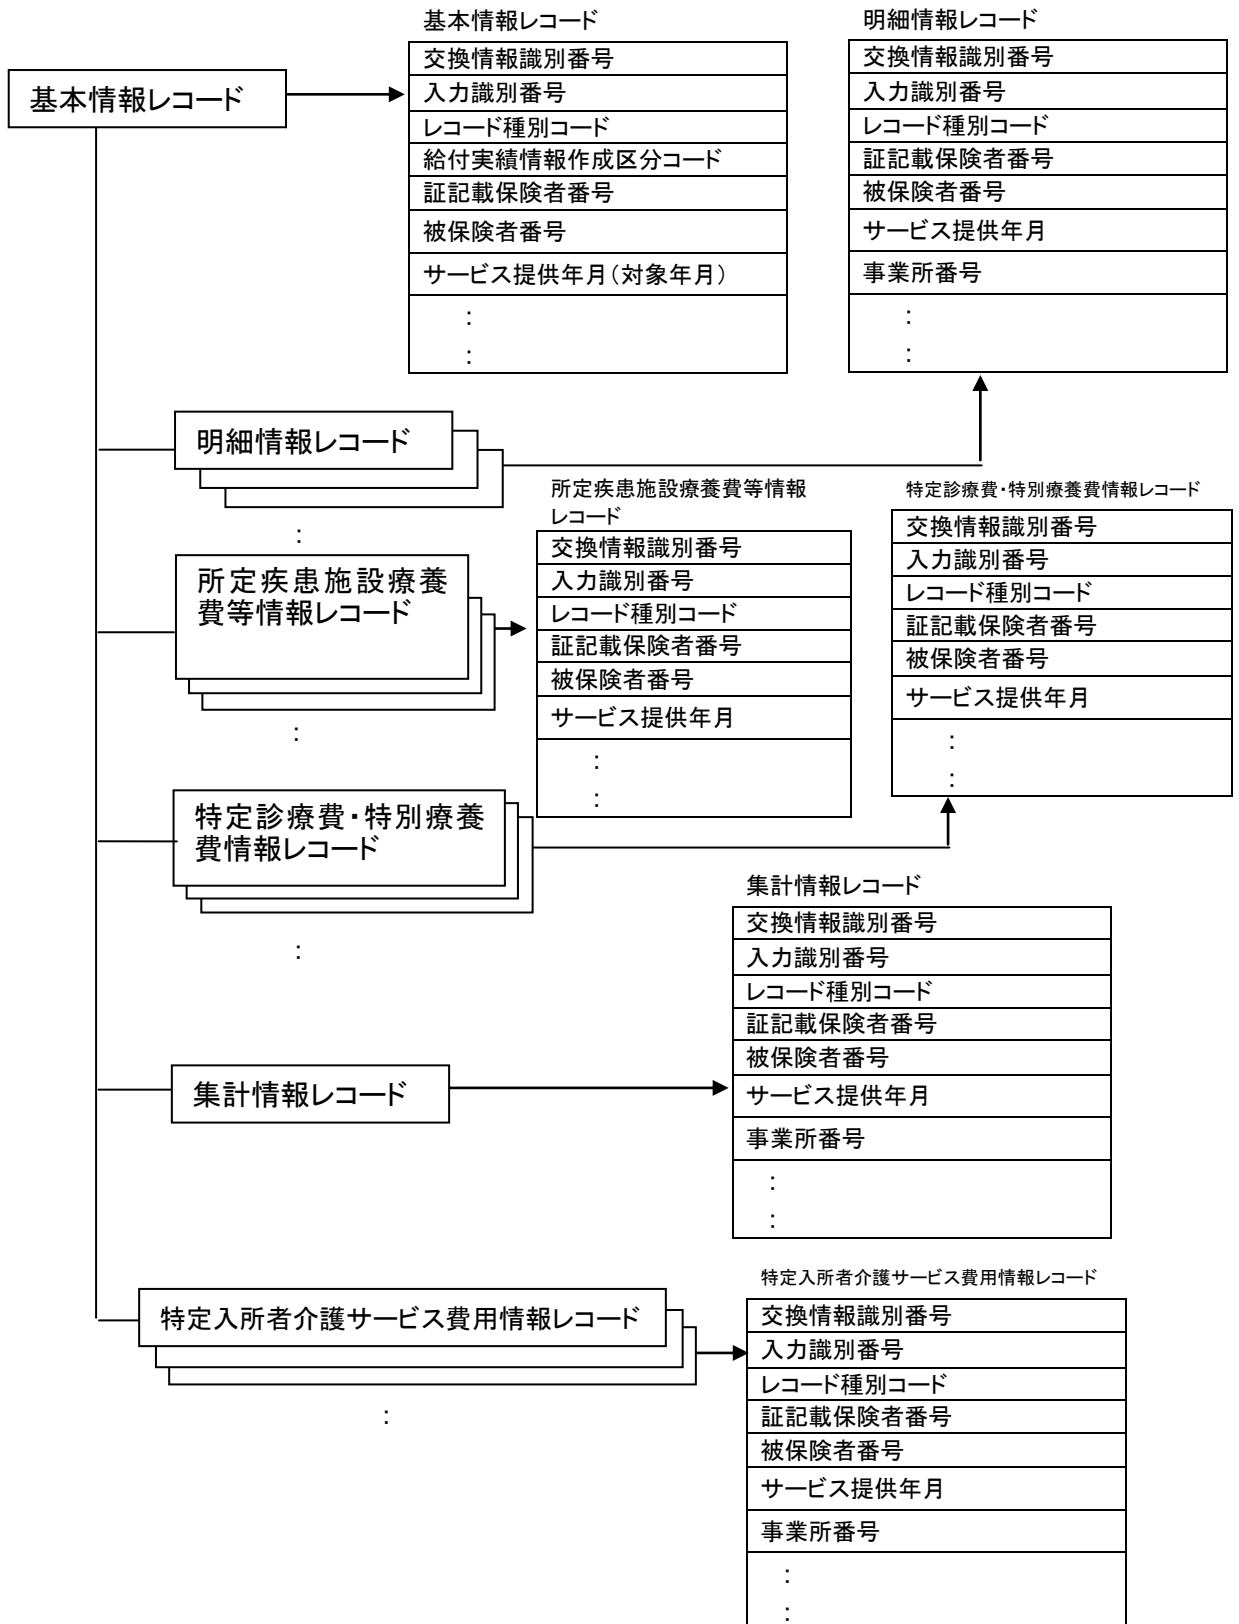 基本情報レコード
基本情報レコード
交換情報識別番号
入力識別番号
レコード種別コード
給付実績情報作成区分コード
証記載保険者番号
被保険者番号
サービス提供年月(対象年月)
:
:
明細情報レコード
交換情報識別番号
入力識別番号
レコード種別コード
証記載保険者番号
被保険者番号
サービス提供年月
事業所番号
:
:
明細情報レコード
:
所定疾患施設療養
費等情報レコード
:
所定疾患施設療養費等情報
レコード
交換情報識別番号
入力識別番号
レコード種別コード
証記載保険者番号
被保険者番号
サービス提供年月
:
:
特定診療費・特別療養費情報レコード
交換情報識別番号
入力識別番号
レコード種別コード
証記載保険者番号
被保険者番号
サービス提供年月
:
:
特定診療費・特別療養
費情報レコード
:
集計情報レコード
集計情報レコード
交換情報識別番号
入力識別番号
レコード種別コード
証記載保険者番号
被保険者番号
サービス提供年月
事業所番号
:
:
特定入所者介護サービス費用情報レコード
:
特定入所者介護サービス費用情報レコード
交換情報識別番号
入力識別番号
レコード種別コード
証記載保険者番号
被保険者番号
サービス提供年月
事業所番号
:
: